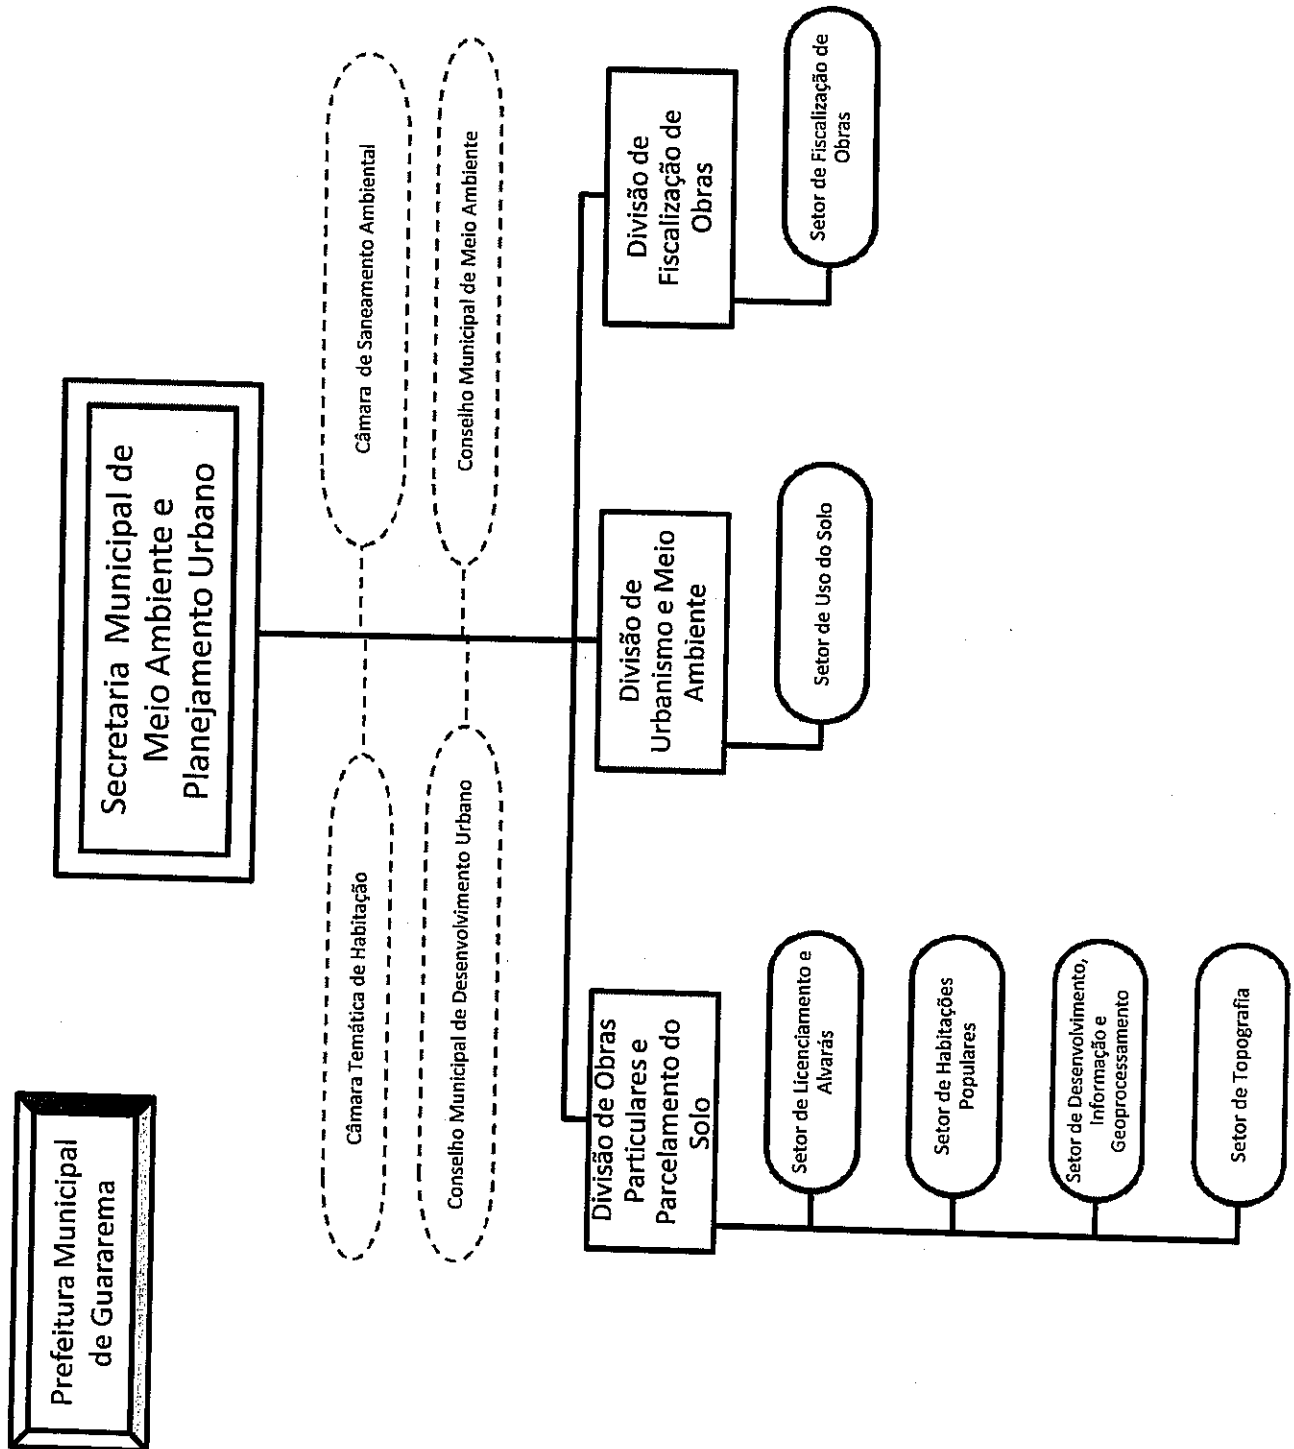 Prefeitura Municipal
de Guararema
Secretaria Municipal de
Meio Ambiente e
Planejamento Urbano
Câmara Temática de Habitação
Câmara de Saneamento Ambiental
Conselho Municipal de Desenvolvimento Urbano
Conselho Municipal de Meio Ambiente
Divisão de Obras
Particulares e
Parcelamento do
Solo
Setor de Licenciamento e
Alvarás
Setor de Habitações
Populares
Setor de Desenvolvimento,
Informação e
Geoprocessamento
Setor de Topografia
Divisão de
Urbanismo e Meio
Ambiente
Setor de Uso do Solo
Divisão de
Fiscalização de
Obras
Setor de Fiscalização de
Obras